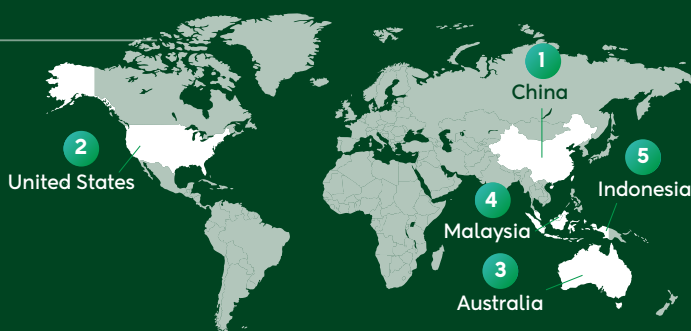 1
China
2
United States
5
Indonesia
4
Malaysia
3
Australia